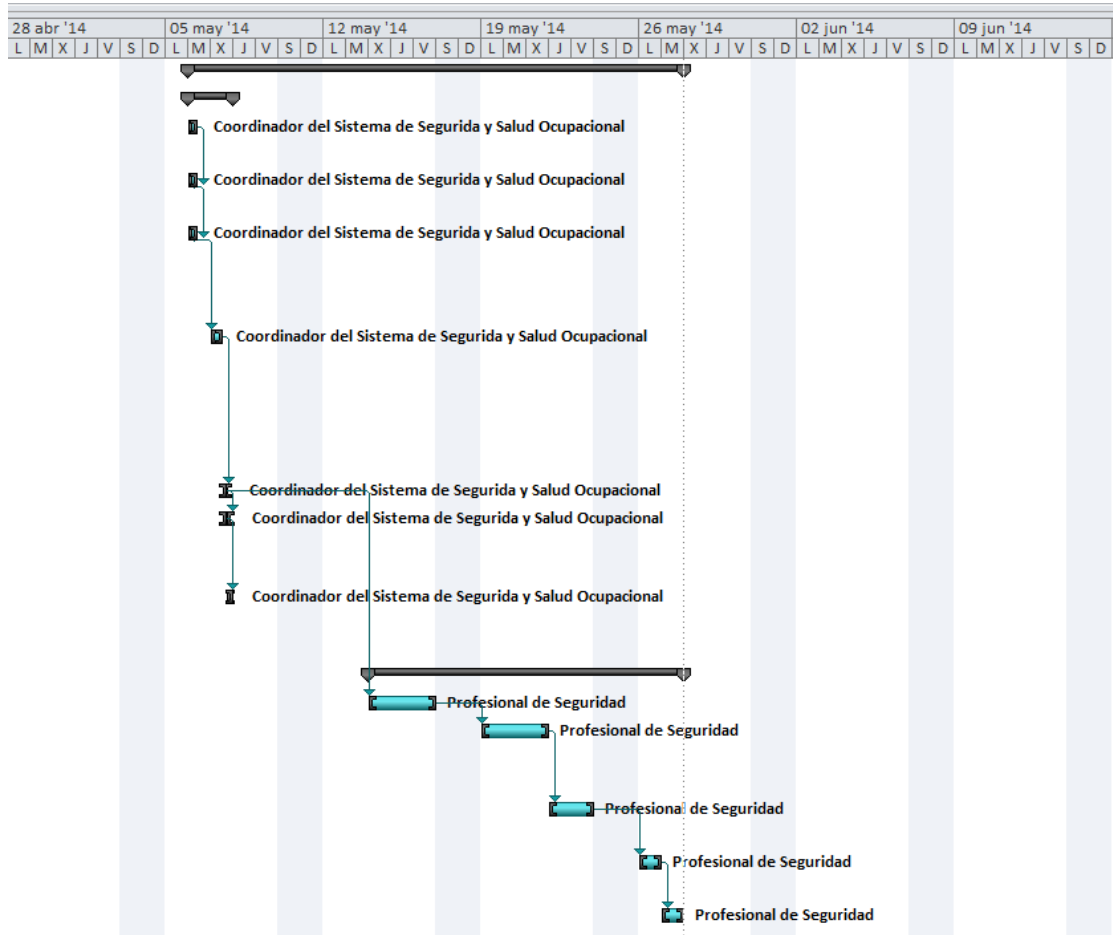 28 abr '14 05 may '14 12 may '14 19 may '14 26 may '14 02 jun '14 09 jun '14
L M X J V S D L M X J V S D L M X J V S D L M X J V S D L M X J V S D L M X J V S D L M X J V S D
Coordinador del Sistema de Segurida y Salud Ocupacional
Coordinador del Sistema de Segurida y Salud Ocupacional
Coordinador del Sistema de Segurida y Salud Ocupacional
Coordinador del Sistema de Segurida y Salud Ocupacional
Coordinador del Sistema de Segurida y Salud Ocupacional
Coordinador del Sistema de Segurida y Salud Ocupacional
Coordinador del Sistema de Segurida y Salud Ocupacional
Profesional de Seguridad
Profesional de Seguridad
Profesional de Seguridad
Profesional de Seguridad
Profesional de Seguridad